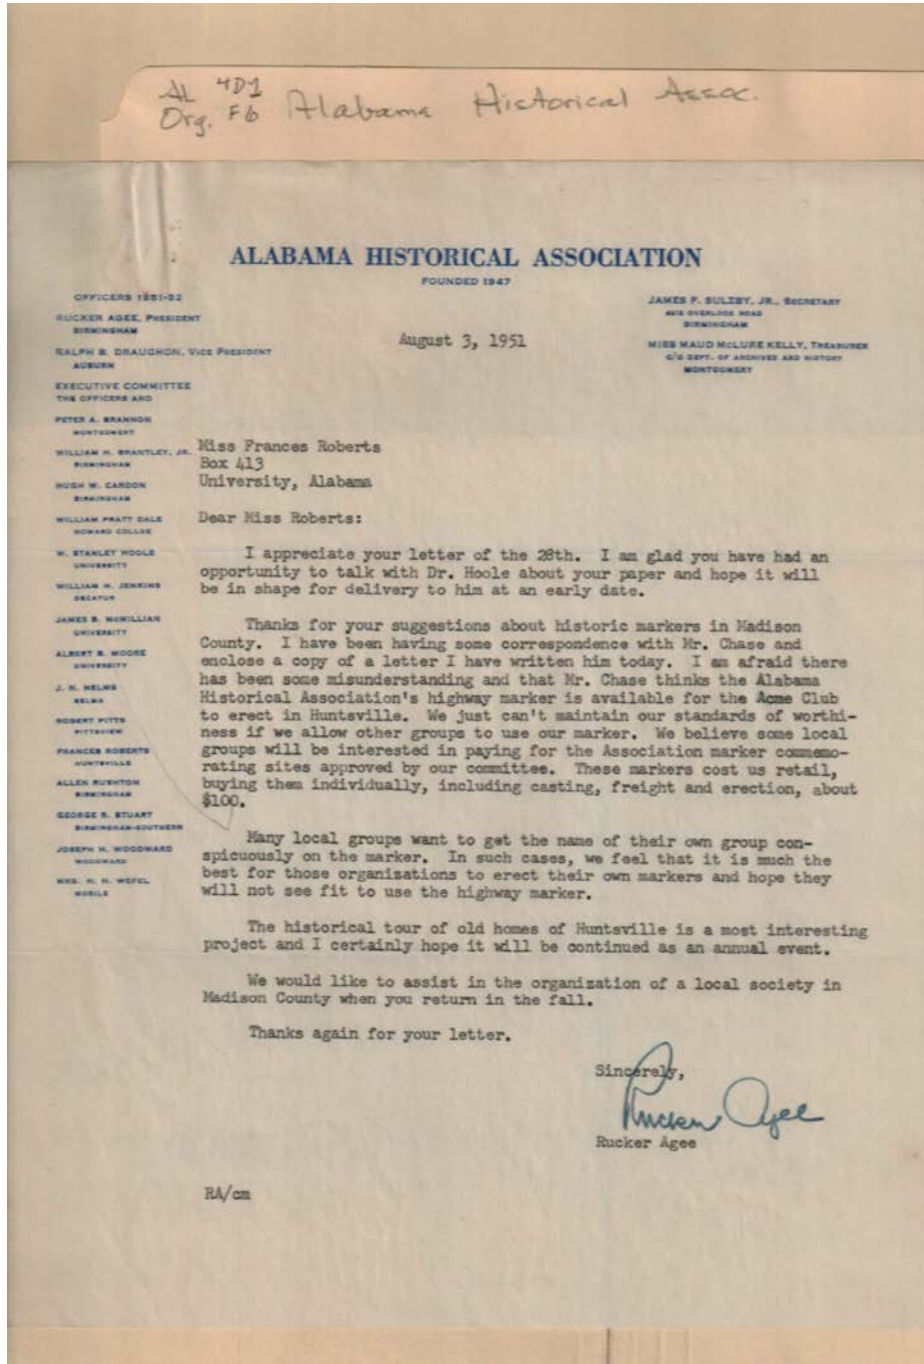 AL 4D1
Org. F6 Alabama Historical Assoc.
ALABAMA HISTORICAL ASSOCIATION
FOUNDED 1947
OFFICERS 1951-52
RUCKER AGEE, PRESIDENT
BIRMINGHAM
RALPH B. DRAUGHON, VICE PRESIDENT
AUBURN
EXECUTIVE COMMITTEE
THE OFFICERS AND
PETER A. BRANNON
MONTGOMERY
WILLIAM H. BRANTLEY, JR.
BIRMINGHAM
HUGH W. CARDON
BIRMINGHAM
WILLIAM PRATT DALE
HOWARD COLLEGE
W. STANLEY HOOLE
UNIVERSITY
WILLIAM H. JENKINS
DECATUR
JAMES B. McMILLIAN
UNIVERSITY
ALBERT B. MOORE
UNIVERSITY
J. H. NELMS
SELMA
ROBERT PITTS
PITTSVIEW
FRANCES ROBERTS
HUNTSVILLE
ALLEN RUSHTON
BIRMINGHAM
GEORGE R. STUART
BIRMINGHAM-SOUTHERN
JOSEPH H. WOODWARD
WOODWARD
MRS. H. H. WEFEL
MOBILE
JAMES F. SULZBY, JR., SECRETARY
OVERLOOK ROAD
BIRMINGHAM
MISS MAUD McLURE KELLY, TREASURER
C/O DEPT. OF ARCHIVES AND HISTORY
MONTGOMERY
August 3, 1951
Miss Frances Roberts
Box 413
University, Alabama
Dear Miss Roberts:
I appreciate your letter of the 28th. I am glad you have had an
opportunity to talk with Dr. Hoole about your paper and hope it will
be in shape for delivery to him at an early date.
Thanks for your suggestions about historic markers in Madison
County. I have been having some correspondence with Mr. Chase and
enclose a copy of a letter I have written him today. I am afraid there
has been some misunderstanding and that Mr. Chase thinks the Alabama
Historical Association's highway marker is available for the Acme Club
to erect in Huntsville. We just can't maintain our standards of worthi-
ness if we allow other groups to use our marker. We believe some local
groups will be interested in paying for the Association marker commemo-
rating sites approved by our committee. These markers cost us retail,
buying them individually, including casting, freight and erection, about
$100.
Many local groups want to get the name of their own group con-
spicuously on the marker. In such cases, we feel that it is much the
best for those organizations to erect their own markers and hope they
will not see fit to use the highway marker.
The historical tour of old homes of Huntsville is a most interesting
project and I certainly hope it will be continued as an annual event.
We would like to assist in the organization of a local society in
Madison County when you return in the fall.
Thanks again for your letter.
Sincerely,
Rucker Agee
Rucker Agee
RA/cm